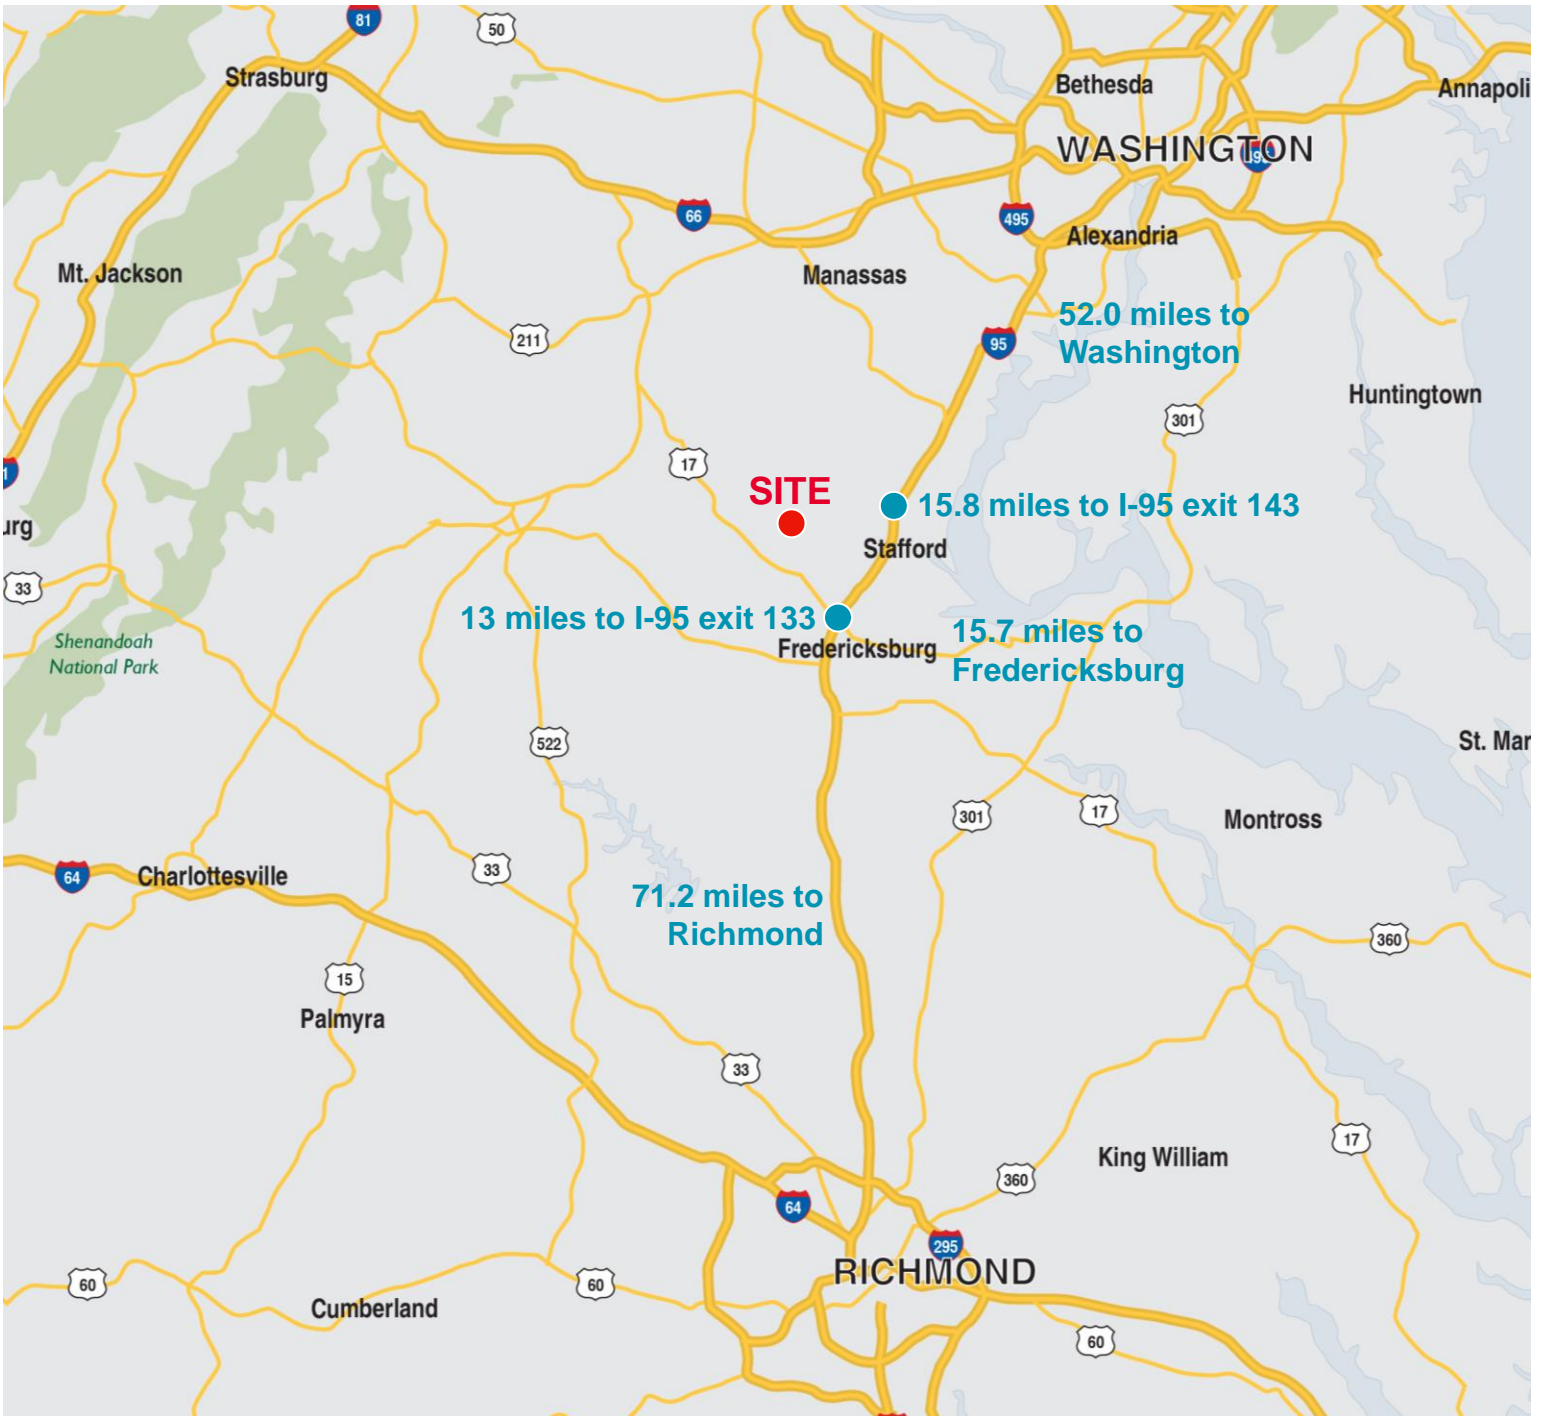 81
50
Strasburg
Bethesda
Annapoli
WASHINGTON
66
495
Alexandria
Mt. Jackson
Manassas
52.0 miles to
Washington
211
95
Huntingtown
301
17
1
SITE
15.8 miles to I-95 exit 143
urg
Stafford
33
13 miles to I-95 exit 133
Shenandoah
National Park
Fredericksburg
15.7 miles to
Fredericksburg
522
St. Mar
301
17
Montross
64
Charlottesville
33
71.2 miles to
Richmond
360
15
Palmyra
33
17
King William
360
64
295
RICHMOND
60
60
Cumberland
60